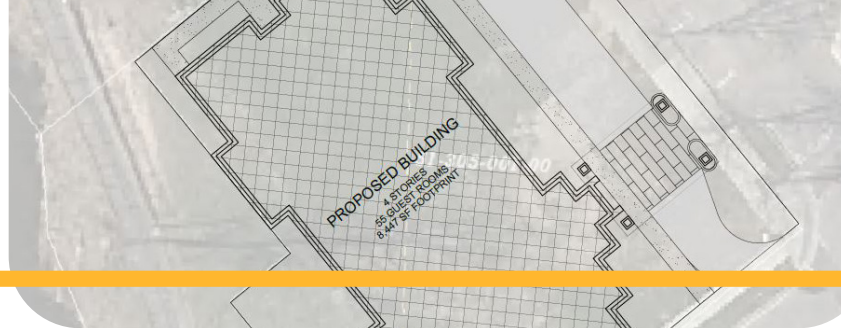 PROPOSED BUILDING
4 STORIES
55 GUEST ROOMS
8,447 SF FOOTPRINT